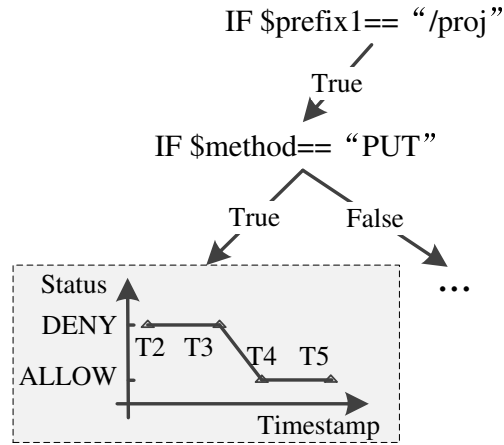 IF $prefix1== “/proj”
True
IF $method== “PUT”
True False
...
Status
DENY
T2 T3 T4 T5
ALLOW
Timestamp